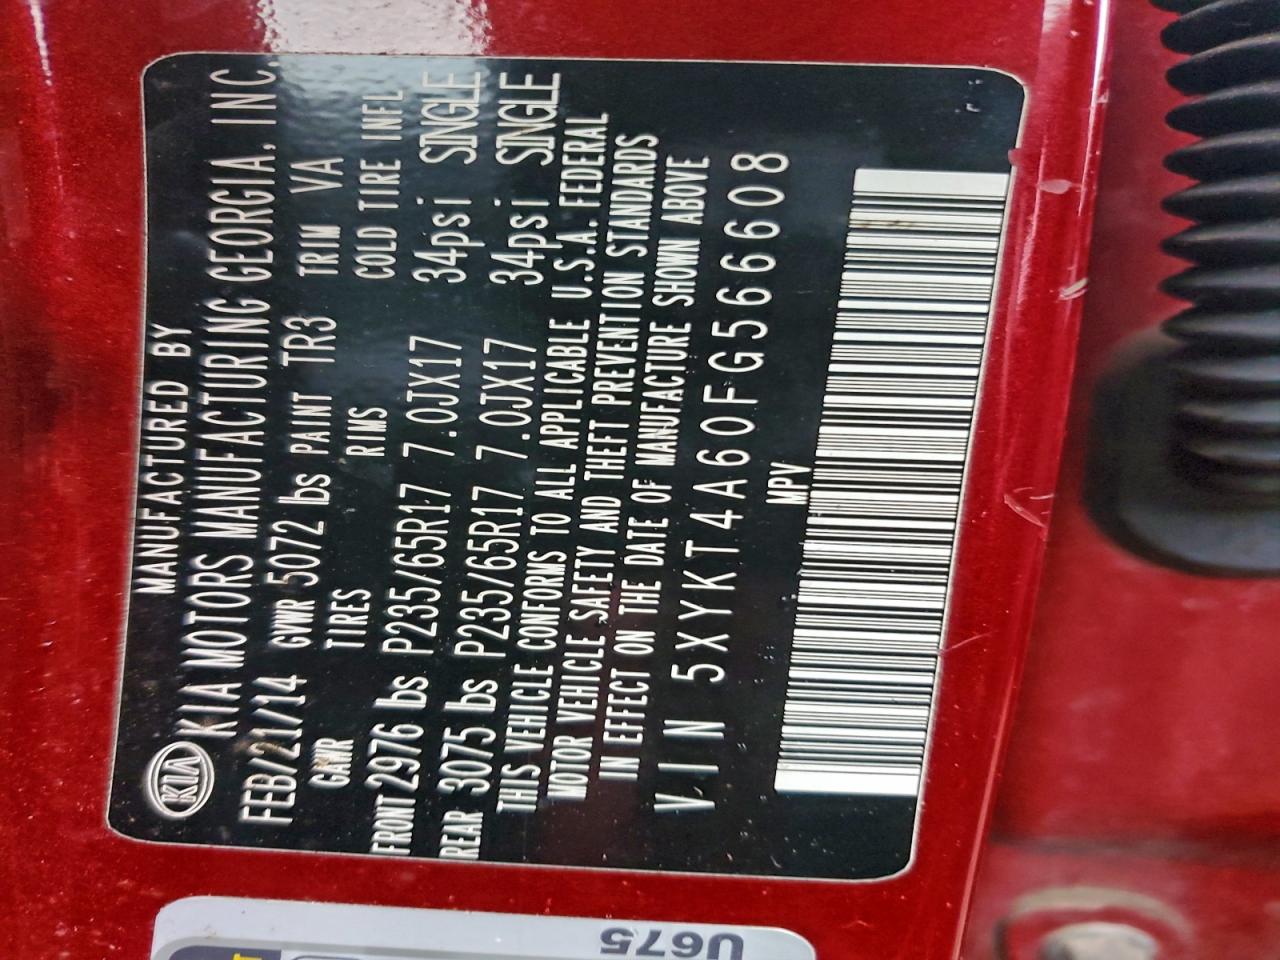 MANUFACTURED BY
KIA KIA MOTORS MANUFACTURING GEORGIA, INC.
FEB/21/14 GVWR 5072 lbs PAINT TR3 TRIM VA
GAWR TIRES RIMS COLD TIRE INFL
FRONT 2976 lbs P235/65R17 7.0JX17 34psi SINGLE
REAR 3075 lbs P235/65R17 7.0JX17 34psi SINGLE
THIS VEHICLE CONFORMS TO ALL APPLICABLE U.S.A. FEDERAL
MOTOR VEHICLE SAFETY AND THEFT PREVENTION STANDARDS
IN EFFECT ON THE DATE OF MANUFACTURE SHOWN ABOVE
VIN 5XYKT4A60FG566608
MPV
U675